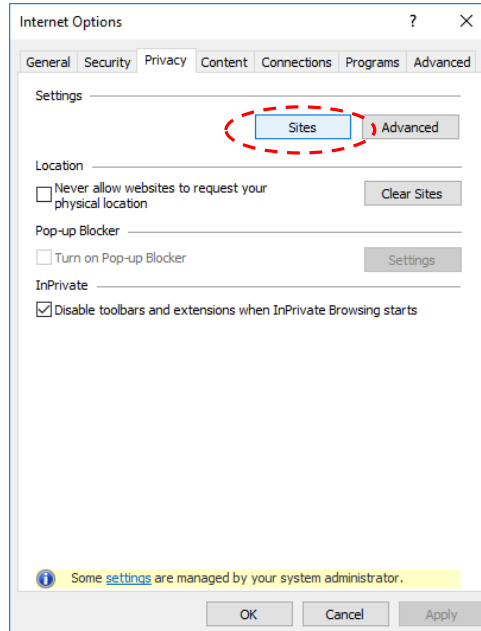 Internet Options ? ×
General Security Privacy Content Connections Programs Advanced
Settings
Sites Advanced
Location
Never allow websites to request your
physical location
Clear Sites
Pop-up Blocker
Turn on Pop-up Blocker Settings
InPrivate
Disable toolbars and extensions when InPrivate Browsing starts
Some settings are managed by your system administrator.
OK Cancel Apply